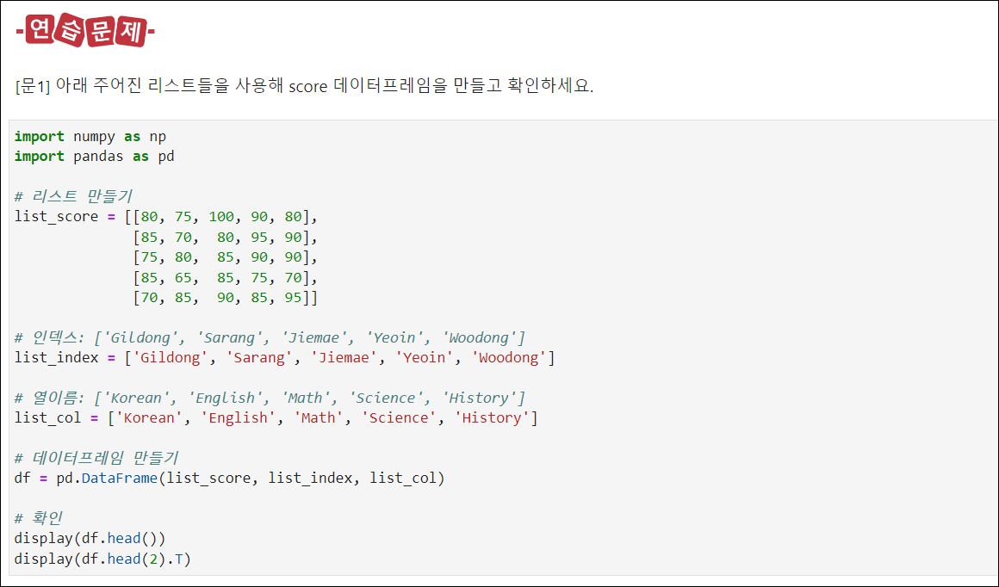 -연습문제-
[문1] 아래 주어진 리스트들을 사용해 score 데이터프레임을 만들고 확인하세요.
import numpy as np
import pandas as pd
# 리스트 만들기
list_score = [[80, 75, 100, 90, 80],
[85, 70,  80, 95, 90],
[75, 80,  85, 90, 90],
[85, 65,  85, 75, 70],
[70, 85,  90, 85, 95]]
# 인덱스: ['Gildong', 'Sarang', 'Jiemae', 'Yeoin', 'Woodong']
list_index = ['Gildong', 'Sarang', 'Jiemae', 'Yeoin', 'Woodong']
# 열이름: ['Korean', 'English', 'Math', 'Science', 'History']
list_col = ['Korean', 'English', 'Math', 'Science', 'History']
# 데이터프레임 만들기
df = pd.DataFrame(list_score, list_index, list_col)
# 확인
display(df.head())
display(df.head(2).T)